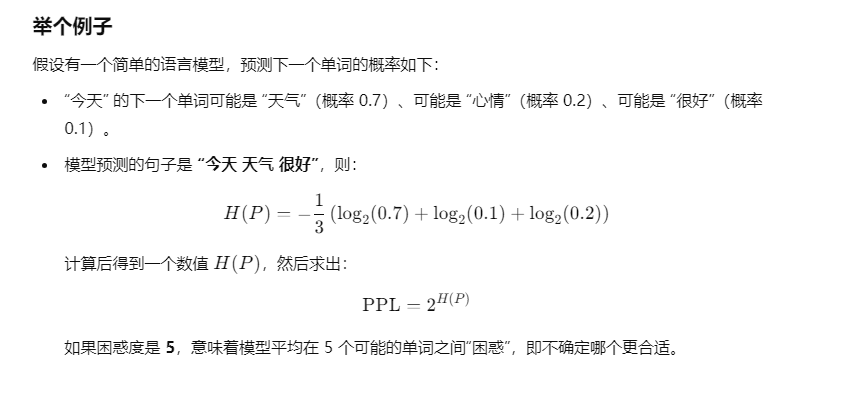 举个例子
假设有一个简单的语言模型，预测下一个单词的概率如下：
• “今天” 的下一个单词可能是 “天气”（概率 0.7）、可能是 “心情”（概率 0.2）、可能是 “很好”（概率
0.1）。
• 模型预测的句子是 “今天 天气 很好”，则：
H(P) = −1/3 (log₂(0.7) + log₂(0.1) + log₂(0.2))
计算后得到一个数值 H(P)，然后求出：
PPL = 2^{H(P)}
如果困惑度是 5，意味着模型平均在 5 个可能的单词之间“困惑”，即不确定哪个更合适。